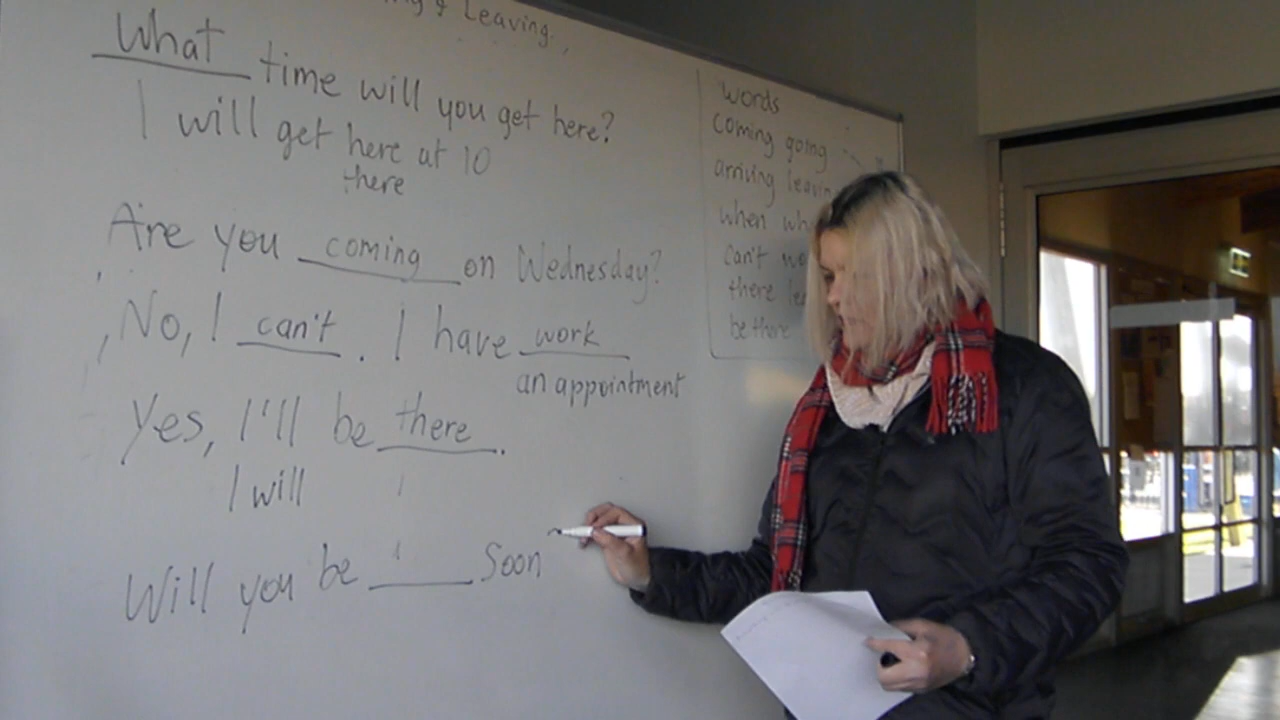 & Leaving
What time will you get here?
I will get here at 10
there
Are you coming on Wednesday?
No, I can't. I have work
an appointment
Yes, I'll be there.
I will
Will you be ____ Soon
words
coming going
arriving
when
can't
there
be there